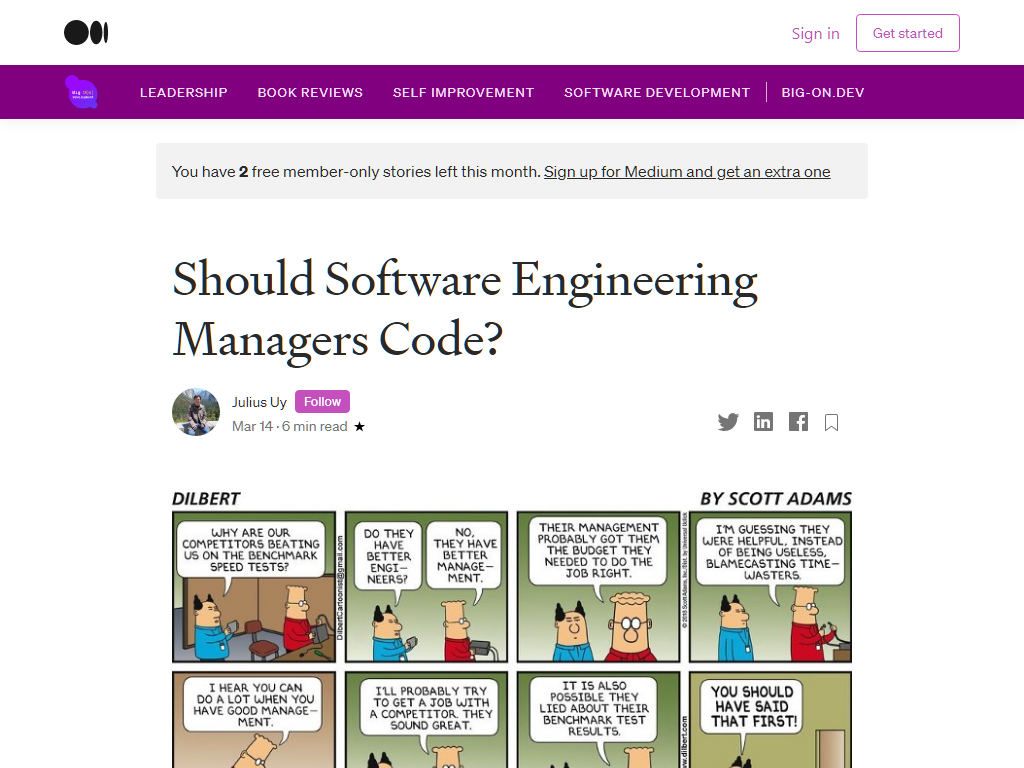 Sign in
Get started
LEADERSHIP
BOOK REVIEWS
SELF IMPROVEMENT
SOFTWARE DEVELOPMENT
BIG-ON.DEV
You have 2 free member-only stories left this month. Sign up for Medium and get an extra one
Should Software Engineering
Managers Code?
Julius Uy
Follow
Mar 14 · 6 min read ★
DILBERT
BY SCOTT ADAMS
WHY ARE OUR
COMPETITORS BEATING
US ON THE BENCHMARK
SPEED TESTS?
DilbertCartoonist@gmail.com
DO THEY
HAVE
BETTER
ENGI-
NEERS?
NO,
THEY HAVE
BETTER
MANAGE-
MENT.
THEIR MANAGEMENT
PROBABLY GOT THEM
THE BUDGET THEY
NEEDED TO DO THE
JOB RIGHT.
I'M GUESSING THEY
WERE HELPFUL, INSTEAD
OF BEING USELESS,
BLAMECASTING TIME-
WASTERS.
I HEAR YOU CAN
DO A LOT WHEN YOU
HAVE GOOD MANAGE-
MENT.
I'LL PROBABLY TRY
TO GET A JOB WITH
A COMPETITOR. THEY
SOUND GREAT.
IT IS ALSO
POSSIBLE THEY
LIED ABOUT THEIR
BENCHMARK TEST
RESULTS.
YOU SHOULD
HAVE SAID
THAT FIRST!